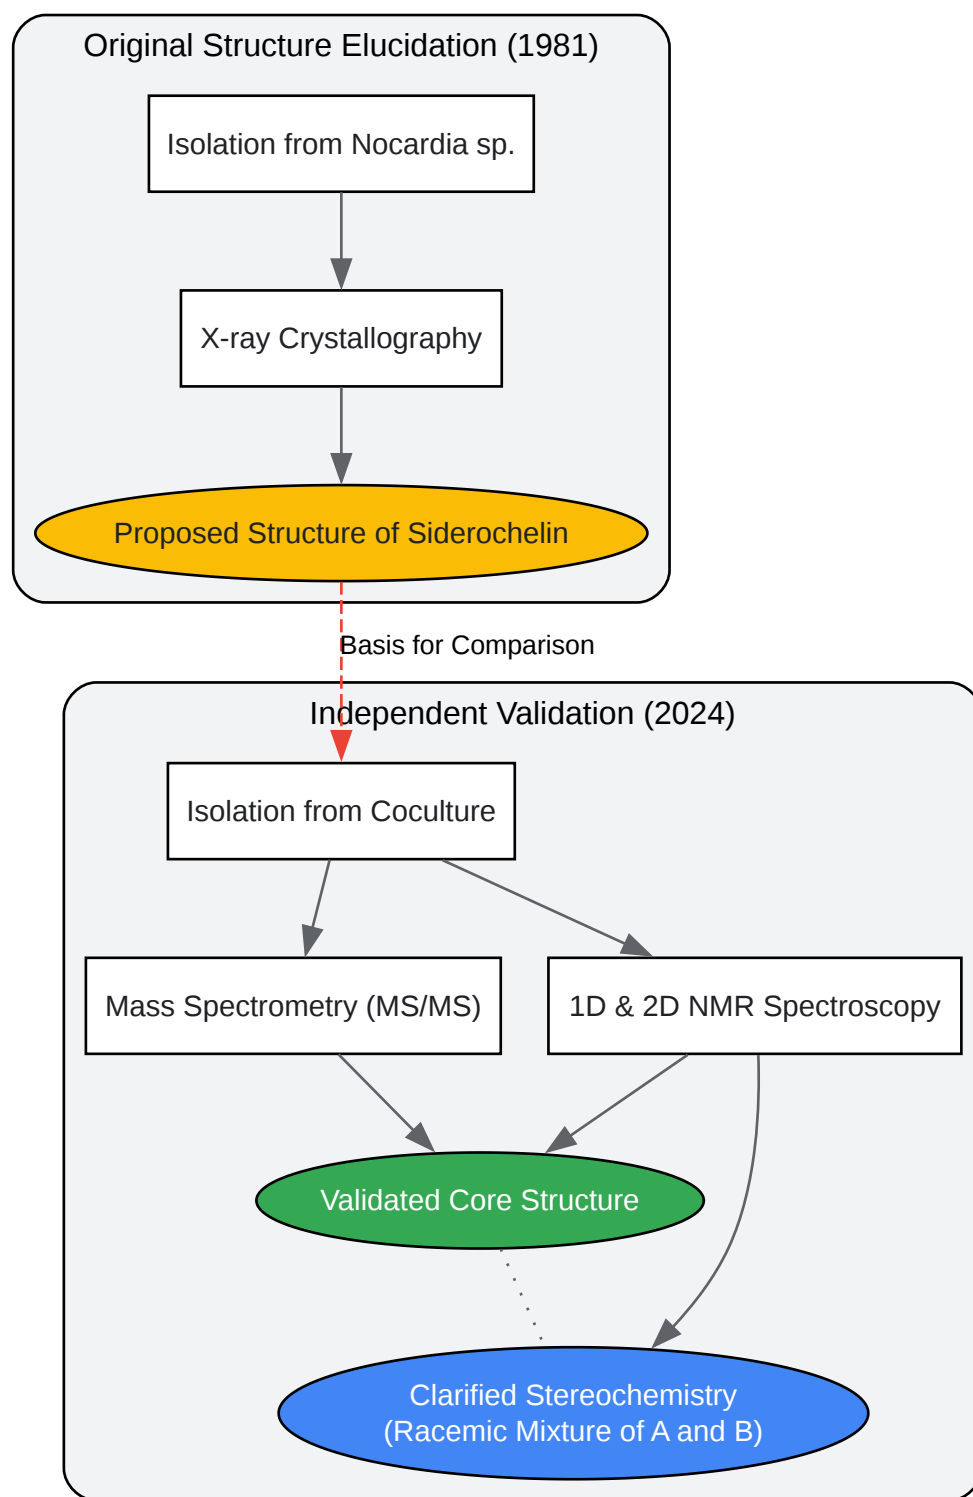 Original Structure Elucidation (1981)
Isolation from Nocardia sp.
X-ray Crystallography
Proposed Structure of Siderochelin
Basis for Comparison
Independent Validation (2024)
Isolation from Coculture
Mass Spectrometry (MS/MS)
1D & 2D NMR Spectroscopy
Validated Core Structure
Clarified Stereochemistry
(Racemic Mixture of A and B)